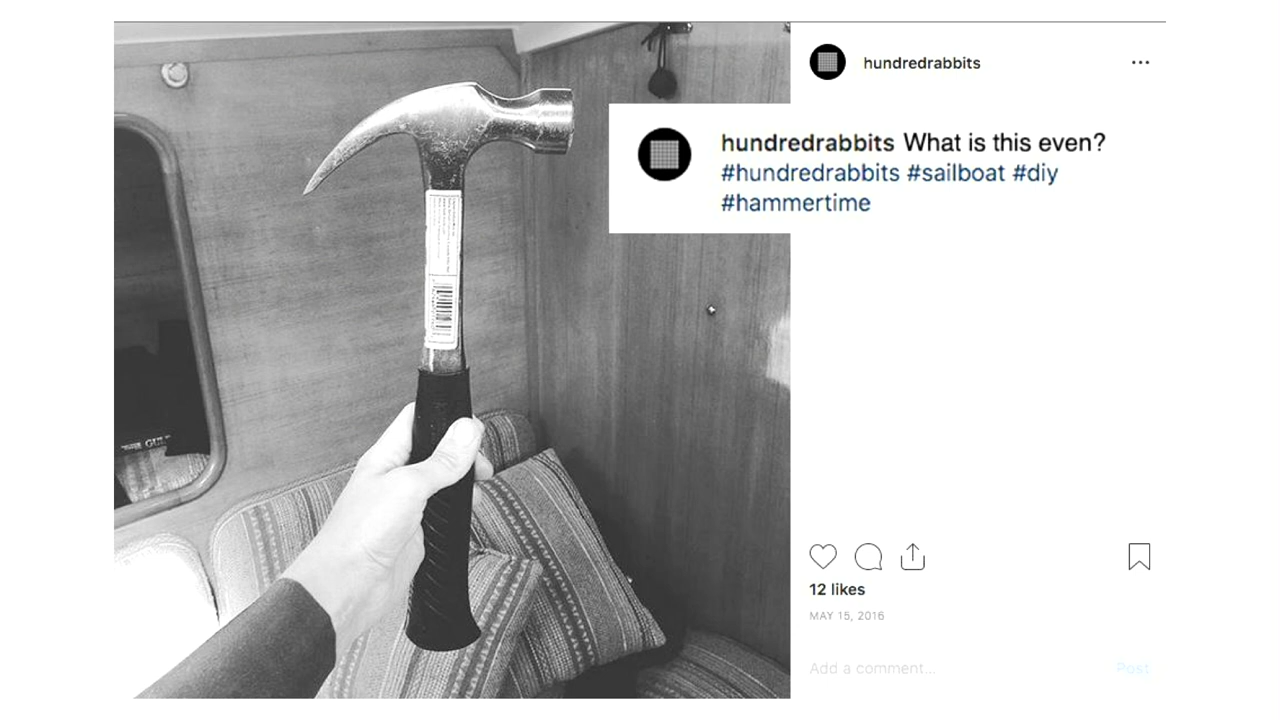 hundredrabbits
hundredrabbits What is this even?
#hundredrabbits #sailboat #diy
#hammertime
12 likes
MAY 15, 2016
Add a comment...
Post